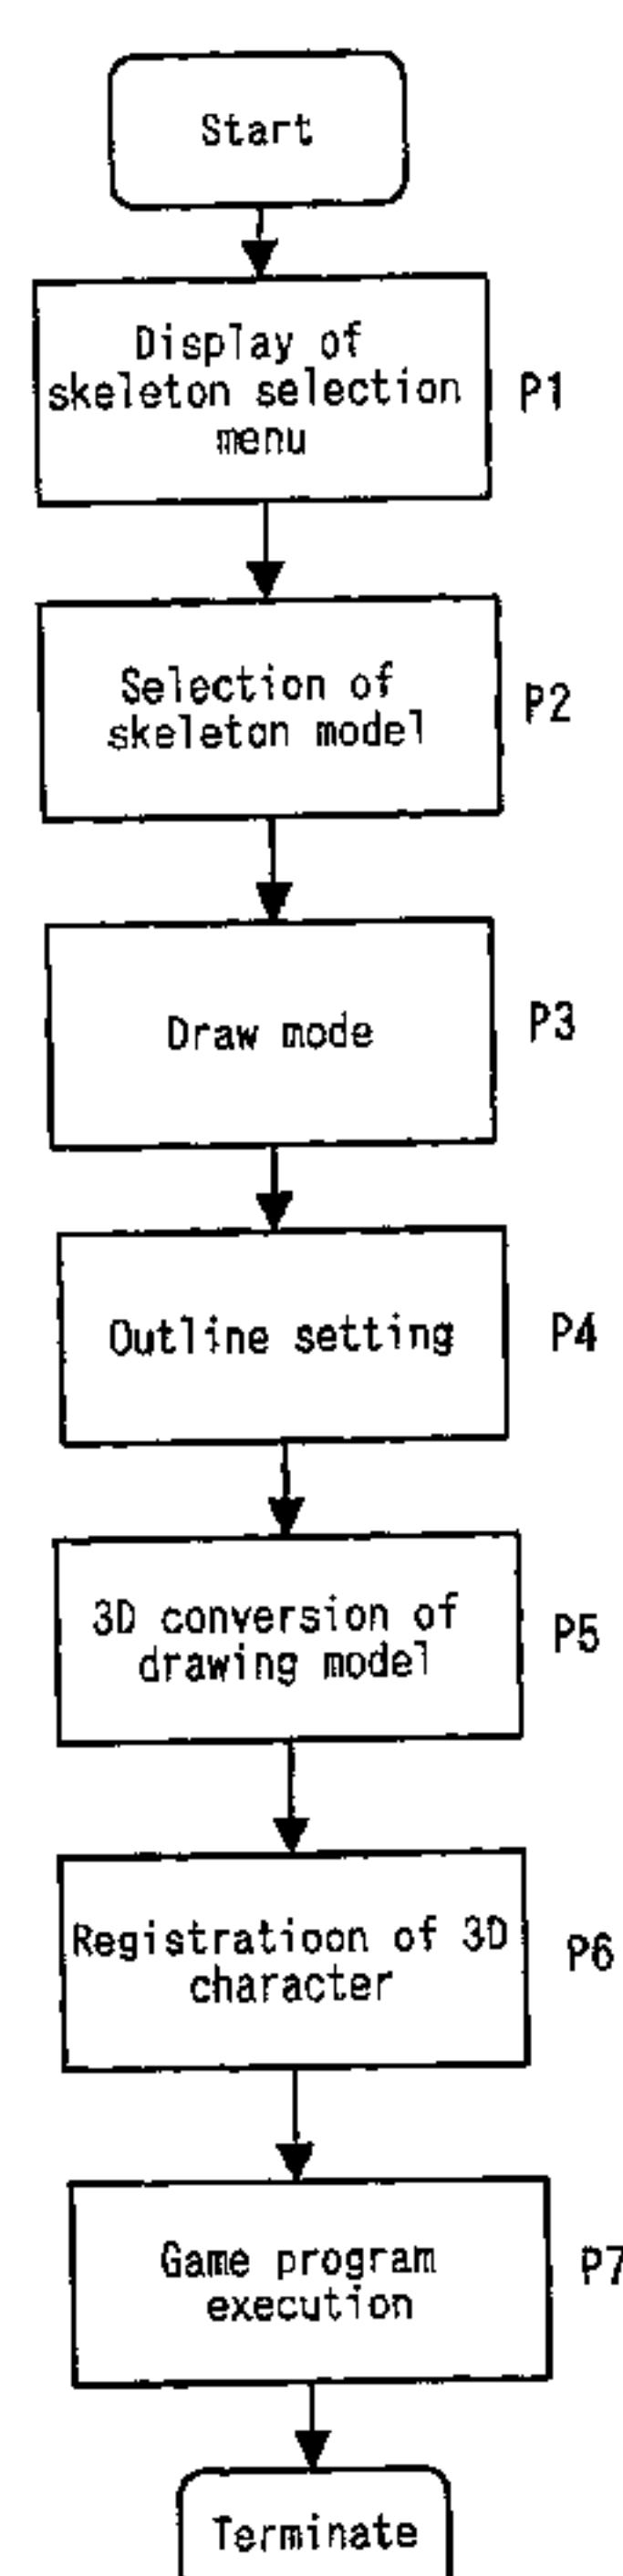 Start
Display of
skeleton selection
menu
P1
Selection of
skeleton model
P2
Draw mode
P3
Outline setting
P4
3D conversion of
drawing model
P5
Registratioon of 3D
character
P6
Game program
execution
P7
Terminate